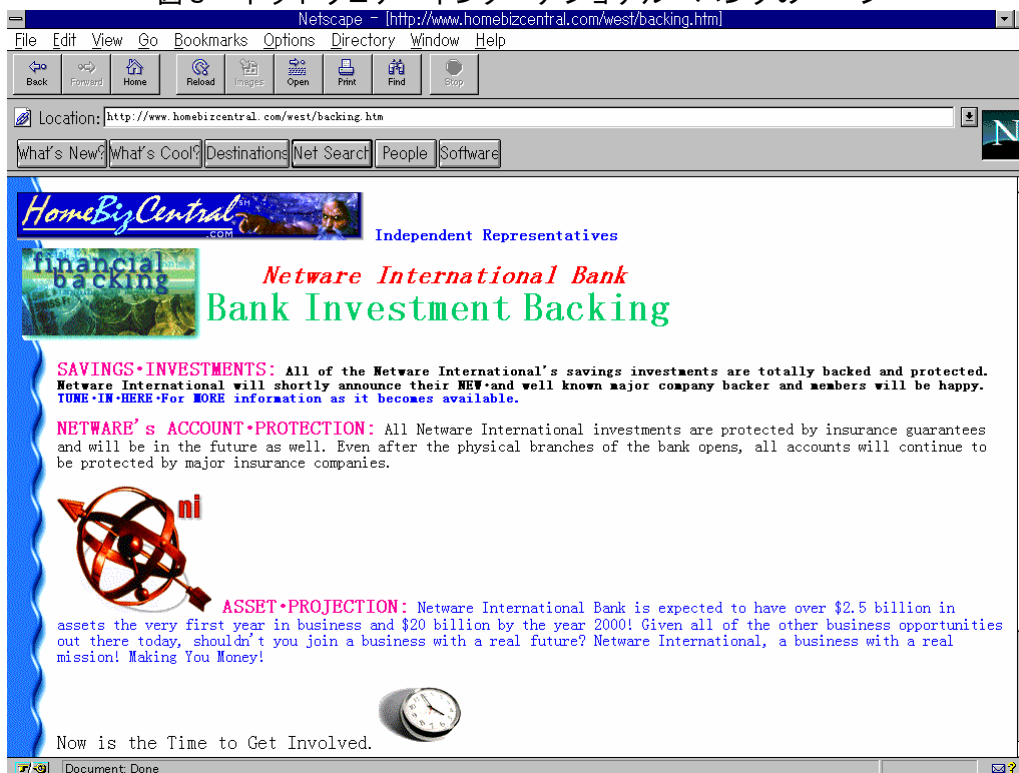 Netscape - [http://www.homebizcentral.com/west/backing.htm]
File Edit View Go Bookmarks Options Directory Window Help
Back Forward Home Reload Images Open Print Find Stop
Location: http://www.homebizcentral.com/west/backing.htm
N
What's New? What's Cool? Destinations Net Search People Software
HomeBizCentral SM
.COM
Independent Representatives
financial
backing
Netware International Bank
Bank Investment Backing
SAVINGS・INVESTMENTS: All of the Netware International's savings investments are totally backed and protected.
Netware International will shortly announce their NEW・and well known major company backer and members will be happy.
TUNE・IN・HERE・For MORE information as it becomes available.
NETWARE's ACCOUNT・PROTECTION: All Netware International investments are protected by insurance guarantees
and will be in the future as well. Even after the physical branches of the bank opens, all accounts will continue to
be protected by major insurance companies.
ni
ASSET・PROJECTION: Netware International Bank is expected to have over $2.5 billion in
assets the very first year in business and $20 billion by the year 2000! Given all of the other business opportunities
out there today, shouldn't you join a business with a real future? Netware International, a business with a real
mission! Making You Money!
Now is the Time to Get Involved.
Document: Done